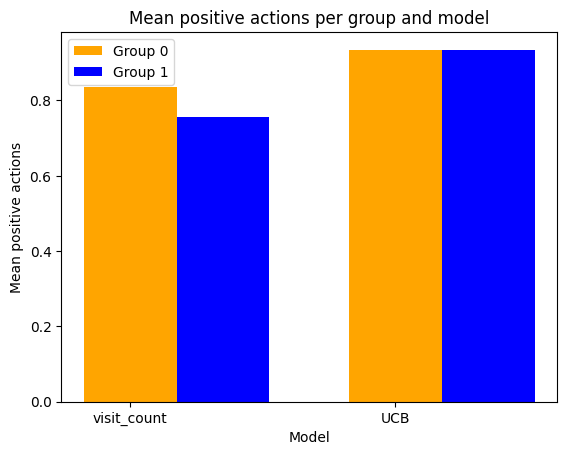 Mean positive actions per group and model
Group 0
Group 1
Mean positive actions
0.8
0.6
0.4
0.2
0.0
visit_count
UCB
Model